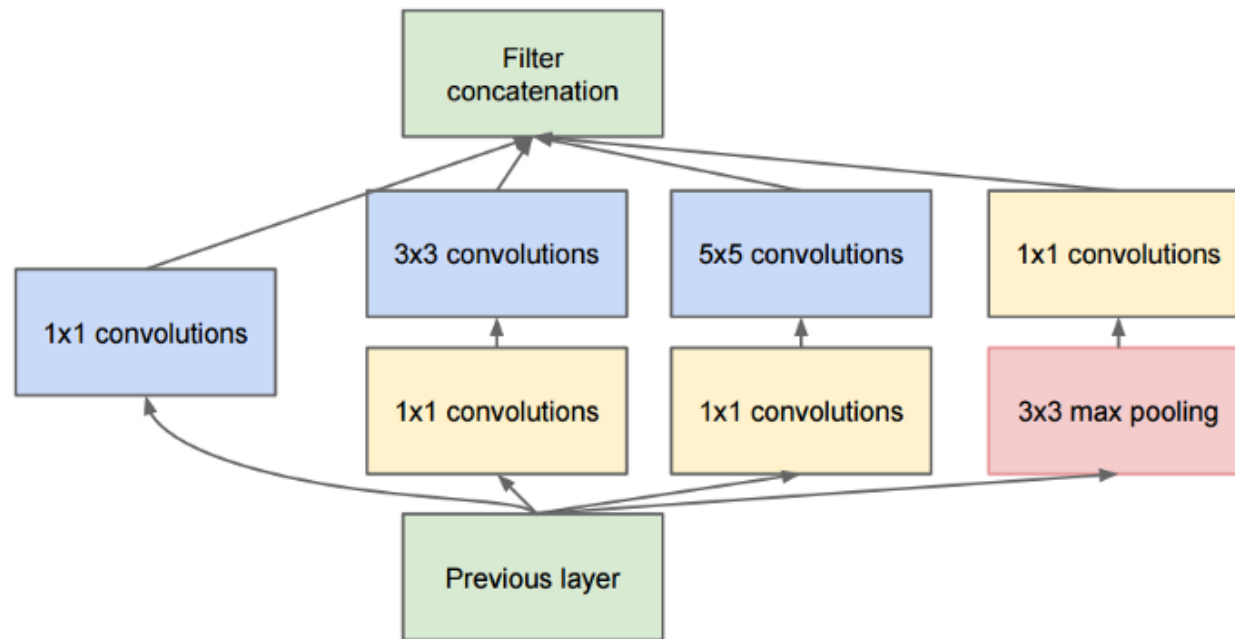 Filter
concatenation
3x3 convolutions
5x5 convolutions
1x1 convolutions
1x1 convolutions
1x1 convolutions
1x1 convolutions
3x3 max pooling
Previous layer